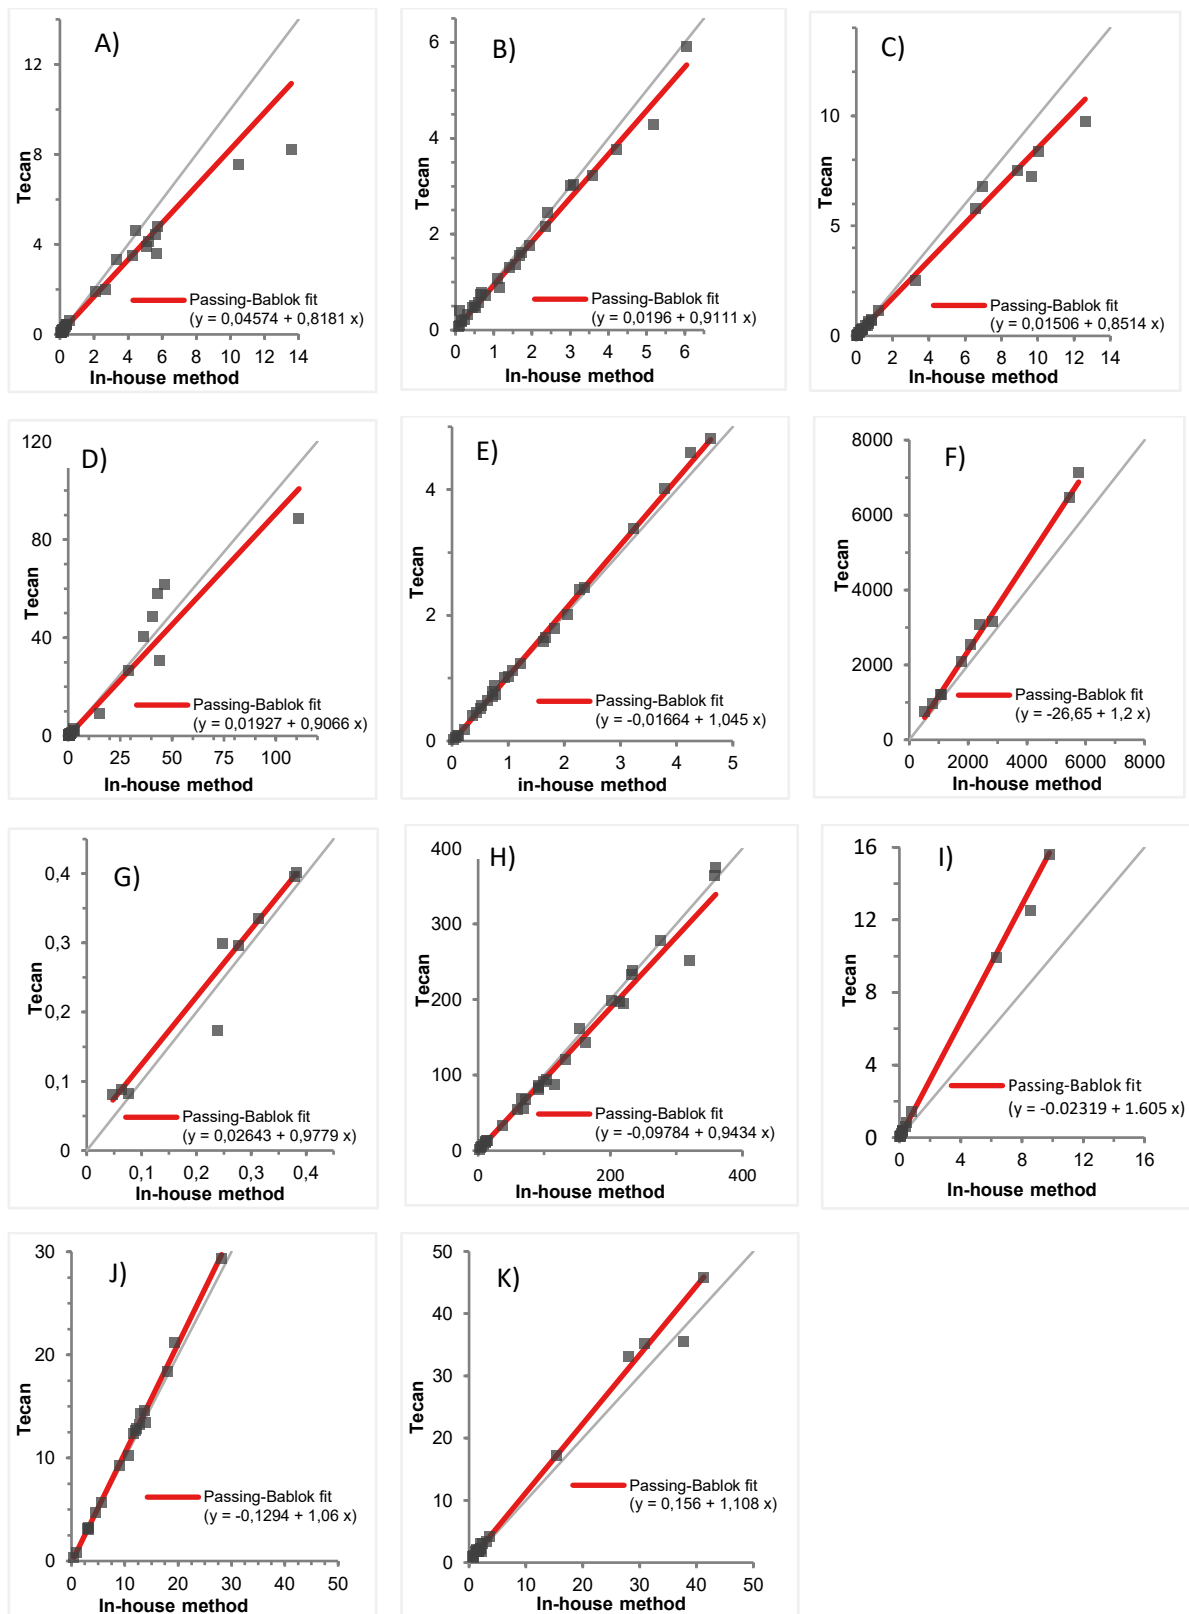 A)
Tecan
12
8
4
0
0 2 4 6 8 10 12 14
In-house method
Passing-Bablok fit
(y = 0,04574 + 0,8181 x)
B)
Tecan
6
4
2
0
0 1 2 3 4 5 6
In-house method
Passing-Bablok fit
(y = 0,0196 + 0,9111 x)
C)
Tecan
10
5
0
0 2 4 6 8 10 12 14
In-house method
Passing-Bablok fit
(y = 0,01506 + 0,8514 x)
D)
Tecan
120
80
40
0
0 25 50 75 100
In-house method
Passing-Bablok fit
(y = 0,01927 + 0,9066 x)
E)
Tecan
4
2
0
0 1 2 3 4 5
in-house method
Passing-Bablok fit
(y = -0,01664 + 1,045 x)
F)
Tecan
8000
6000
4000
2000
0
0 2000 4000 6000 8000
In-house method
Passing-Bablok fit
(y = -26,65 + 1,2 x)
G)
Tecan
0,4
0,3
0,2
0,1
0
0 0,1 0,2 0,3 0,4
In-house method
Passing-Bablok fit
(y = 0,02643 + 0,9779 x)
H)
Tecan
400
300
200
100
0
0 200 400
In-house method
Passing-Bablok fit
(y = -0,09784 + 0,9434 x)
I)
Tecan
16
12
8
4
0
0 4 8 12 16
In-house method
Passing-Bablok fit
(y = -0.02319 + 1.605 x)
J)
Tecan
30
20
10
0
0 10 20 30 40 50
In-house method
Passing-Bablok fit
(y = -0,1294 + 1,06 x)
K)
Tecan
50
40
30
20
10
0
0 10 20 30 40 50
In-house method
Passing-Bablok fit
(y = 0,156 + 1,108 x)